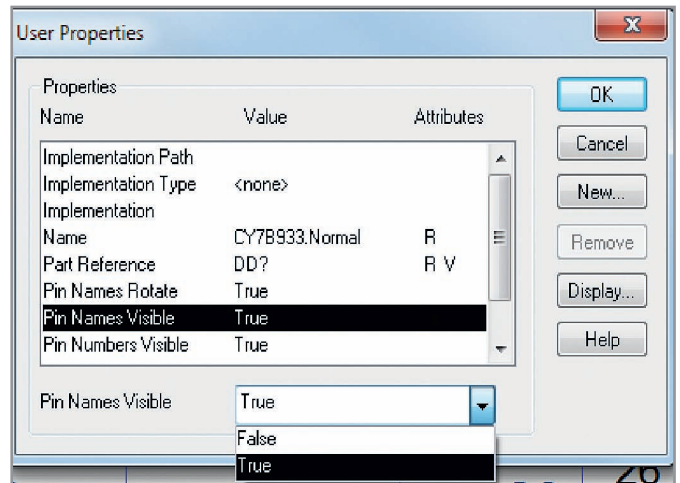 User Properties
Properties
Name Value Attributes
Implementation Path
Implementation Type <none>
Implementation
Name CY7B933.Normal R
Part Reference DD? R V
Pin Names Rotate True
Pin Names Visible True
Pin Numbers Visible True
Pin Names Visible True
False
True
OK
Cancel
New...
Remove
Display...
Help
26